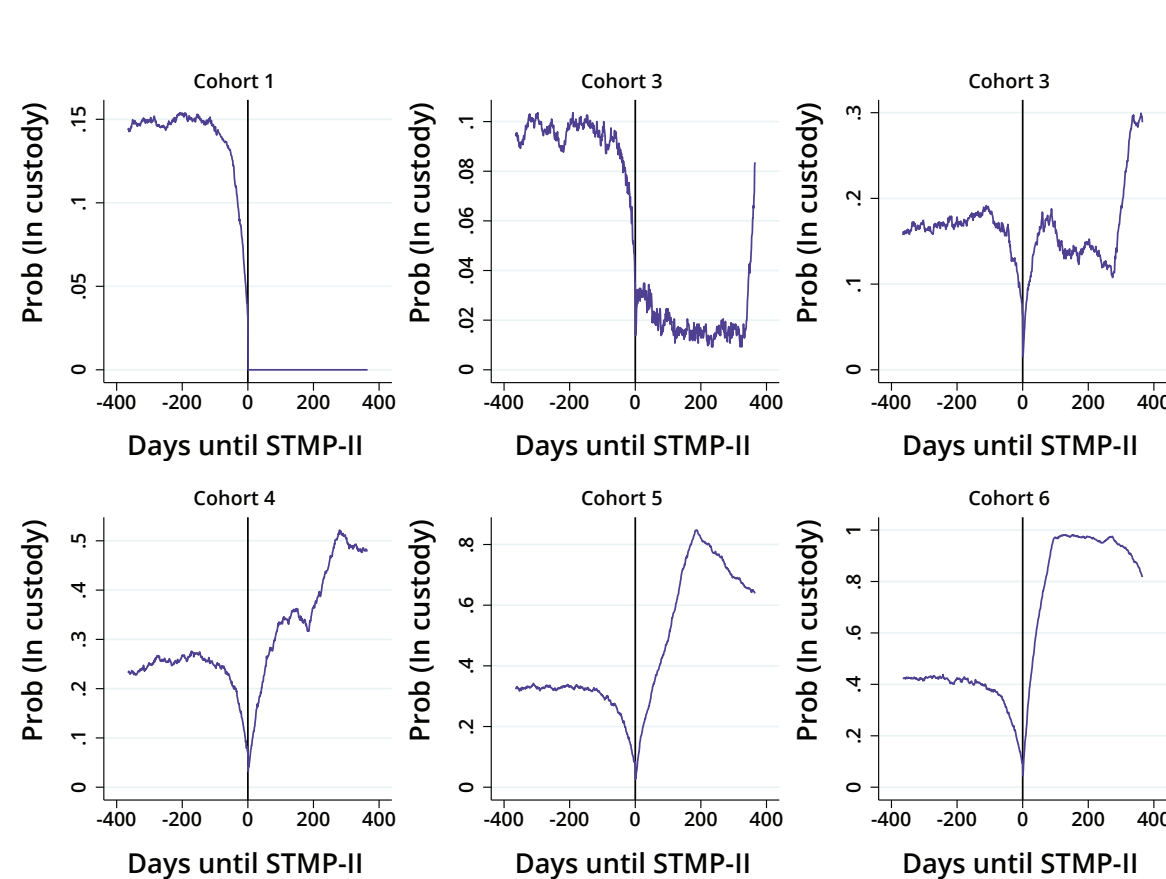 Cohort 1
Prob (In custody)
0 .05 .1 .15
-400 -200 0 200 400
Days until STMP-II
Cohort 3
Prob (In custody)
0 .02 .04 .06 .08 .1
-400 -200 0 200 400
Days until STMP-II
Cohort 3
Prob (In custody)
0 .1 .2 .3
-400 -200 0 200 400
Days until STMP-II
Cohort 4
Prob (In custody)
0 .1 .2 .3 .4 .5
-400 -200 0 200 400
Days until STMP-II
Cohort 5
Prob (In custody)
0 .2 .4 .6 .8
-400 -200 0 200 400
Days until STMP-II
Cohort 6
Prob (In custody)
0 .2 .4 .6 .8 1
-400 -200 0 200 400
Days until STMP-II